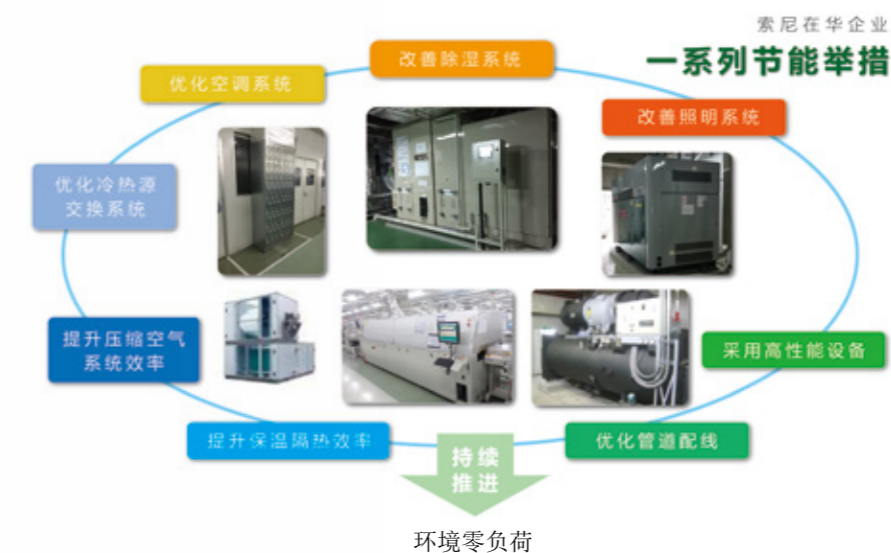 索尼在华企业
一系列节能举措
改善除湿系统
优化空调系统
改善照明系统
优化冷热源
交换系统
提升压缩空气
系统效率
采用高性能设备
提升保温隔热效率
优化管道配线
持续
推进
环境零负荷